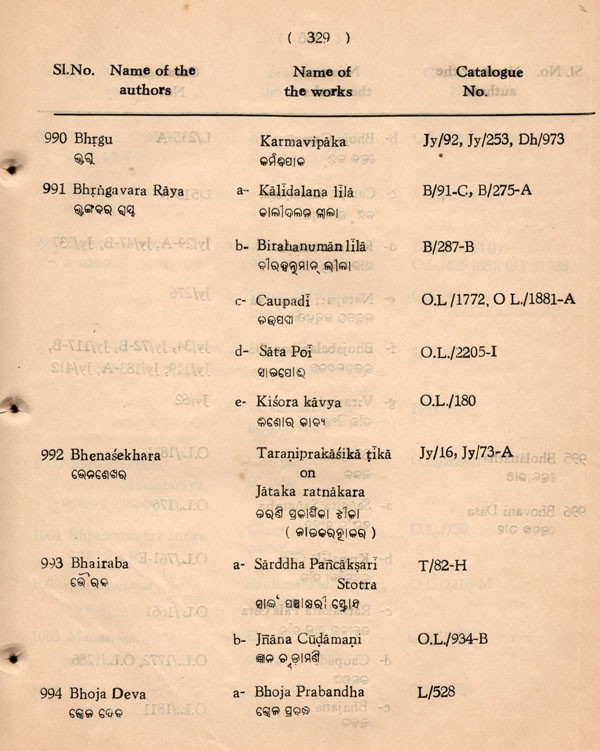 ( 329 )
Sl.No. Name of the authors Name of the works Catalogue No.
990 Bhṛgu Karmavipāka Jy/92, Jy/253, Dh/973
ଭୃଗୁ କର୍ମବିପାକ
991 Bhṛṅgavara Rāya a- Kālīdalana līlā B/91-C, B/275-A
ଭୃଙ୍ଗବର ରାୟ କାଳୀଦଳନ ଲୀଳା
b- Birahanumān līlā B/287-B
ବୀରହନୁମାନ୍ ଲୀଳା
c- Caupadī O.L/1772, O L./1881-A
ଚଉପଦୀ
d- Sāta Poi O.L./2205-I
ସାତପୋଇ
e- Kiśora kāvya O.L./180
କିଶୋର କାବ୍ୟ
992 Bhenaśekhara Taraṇiprakāśikā ṭīkā Jy/16, Jy/73-A
ଭେନଶେଖର on
Jātaka ratnākara
ତରଣି ପ୍ରକାଶିକା ଟୀକା
( ଜାତକରତ୍ନାକର )
993 Bhairaba a- Sārddha Pañcākṣarī T/82-H
ଭୈରବ Stotra
ସାର୍ଦ୍ଧ ପଞ୍ଚାକ୍ଷରୀ ସ୍ତୋତ୍ର
b- Jñāna Cūḍāmaṇi O.L./934-B
ଜ୍ଞାନ ଚୂଡ଼ାମଣି
994 Bhoja Deva a- Bhoja Prabandha L/528
ଭୋଜ ଦେବ ଭୋଜ ପ୍ରବନ୍ଧ